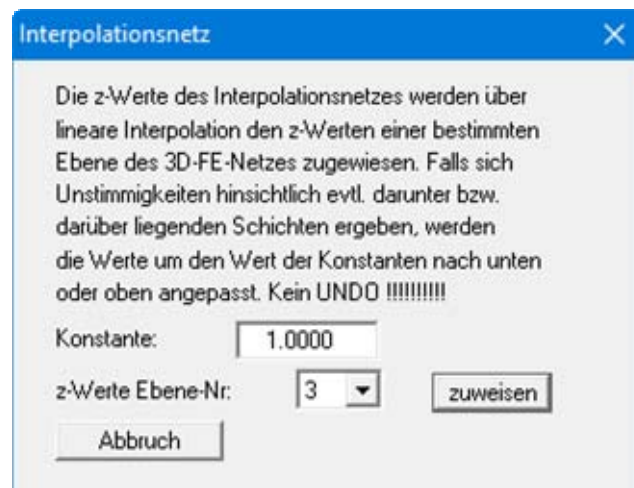 Interpolationsnetz
Die z-Werte des Interpolationsnetzes werden über
lineare Interpolation den z-Werten einer bestimmten
Ebene des 3D-FE-Netzes zugewiesen. Falls sich
Unstimmigkeiten hinsichtlich evtl. darunter bzw.
darüber liegenden Schichten ergeben, werden
die Werte um den Wert der Konstanten nach unten
oder oben angepasst. Kein UNDO !!!!!!!!!!
Konstante: 1.0000
z-Werte Ebene-Nr: 3 zuweisen
Abbruch